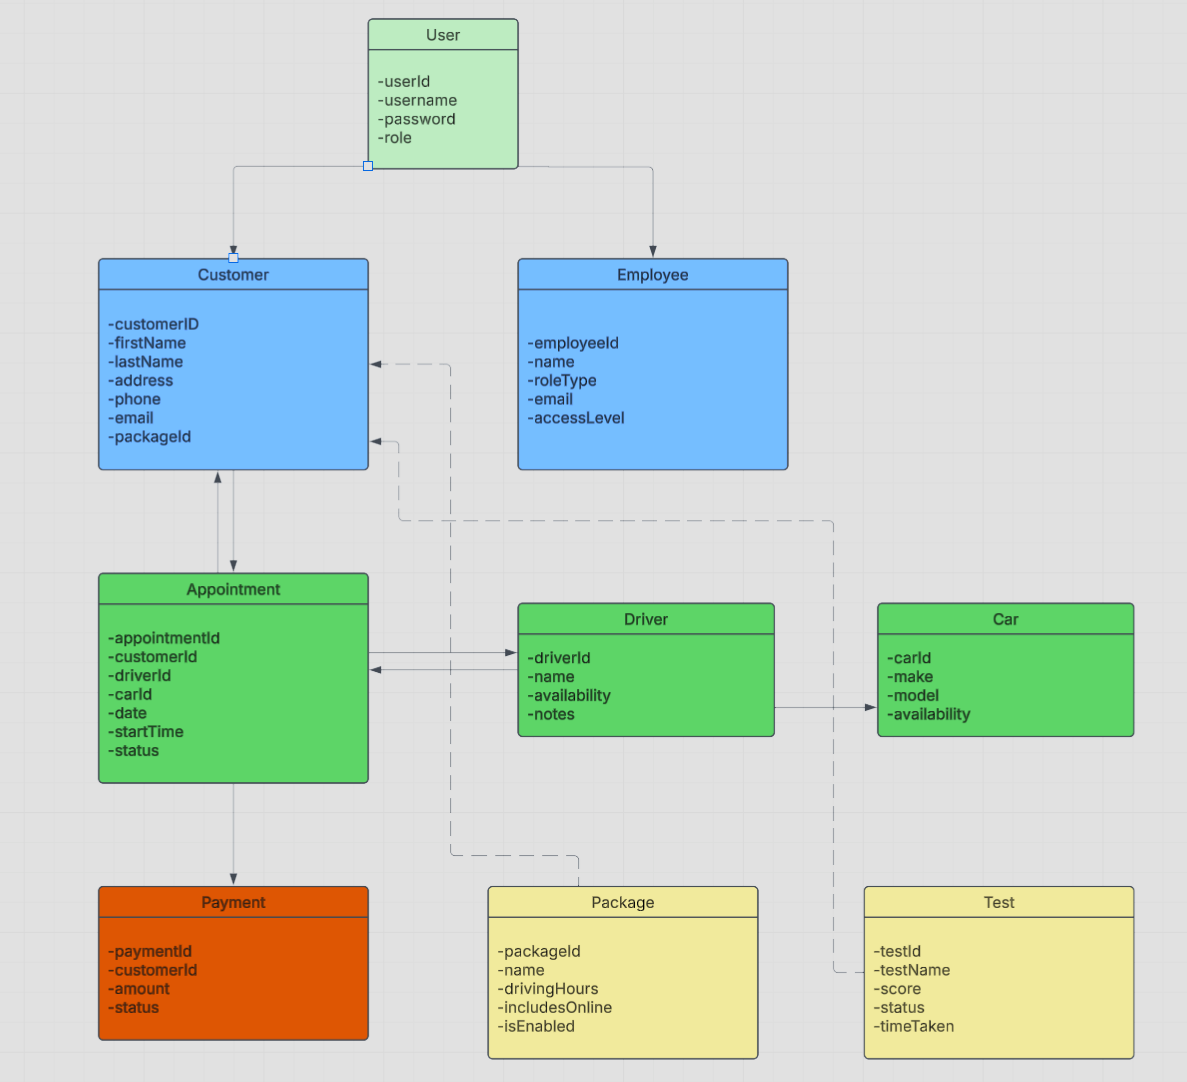 User
-userId
-username
-password
-role
Customer
-customerID
-firstName
-lastName
-address
-phone
-email
-packageId
Employee
-employeeId
-name
-roleType
-email
-accessLevel
Appointment
-appointmentId
-customerId
-driverId
-carId
-date
-startTime
-status
Driver
-driverId
-name
-availability
-notes
Car
-carId
-make
-model
-availability
Payment
-paymentId
-customerId
-amount
-status
Package
-packageId
-name
-drivingHours
-includesOnline
-isEnabled
Test
-testId
-testName
-score
-status
-timeTaken